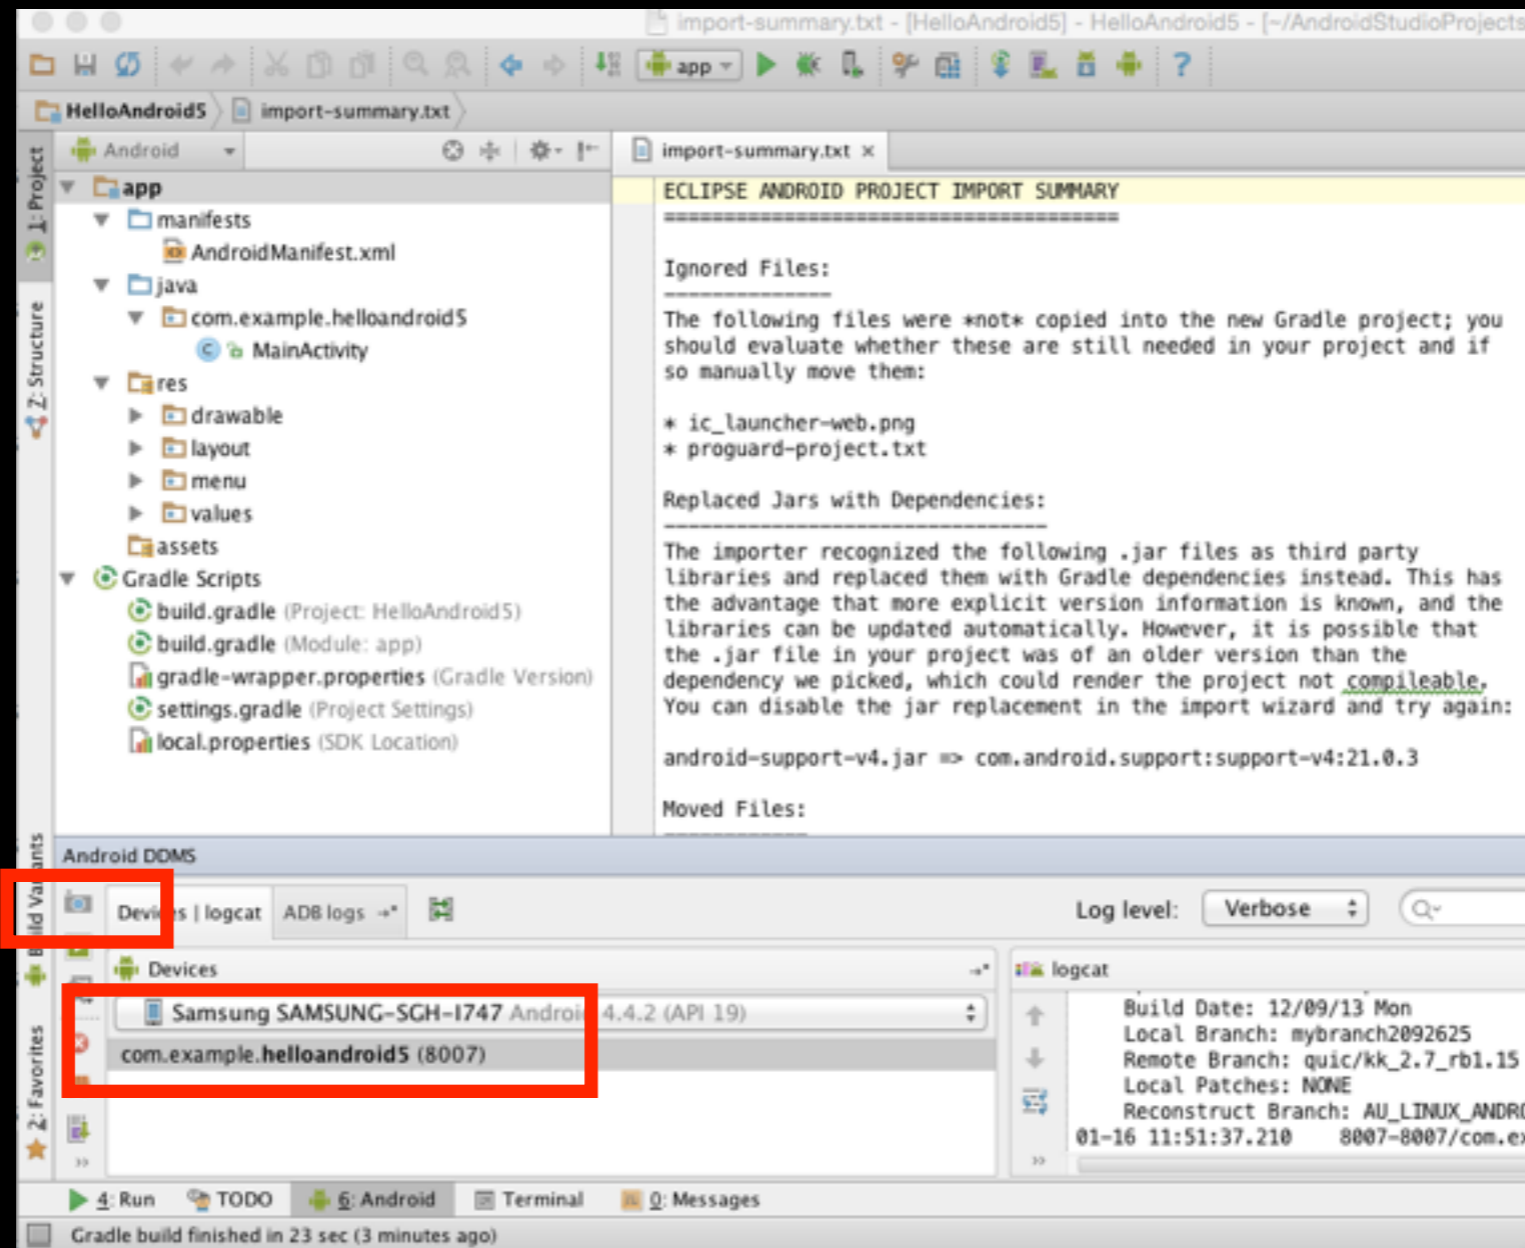 import-summary.txt - [HelloAndroid5] - HelloAndroid5 - [~/AndroidStudioProjects
app
?
HelloAndroid5
import-summary.txt
1: Project
Z: Structure
Build Variants
2: Favorites
Android
app
manifests
AndroidManifest.xml
java
com.example.helloandroid5
MainActivity
res
drawable
layout
menu
values
assets
Gradle Scripts
build.gradle (Project: HelloAndroid5)
build.gradle (Module: app)
gradle-wrapper.properties (Gradle Version)
settings.gradle (Project Settings)
local.properties (SDK Location)
import-summary.txt ×
ECLIPSE ANDROID PROJECT IMPORT SUMMARY
======================================
Ignored Files:
--------------
The following files were *not* copied into the new Gradle project; you
should evaluate whether these are still needed in your project and if
so manually move them:
* ic_launcher-web.png
* proguard-project.txt
Replaced Jars with Dependencies:
--------------------------------
The importer recognized the following .jar files as third party
libraries and replaced them with Gradle dependencies instead. This has
the advantage that more explicit version information is known, and the
libraries can be updated automatically. However, it is possible that
the .jar file in your project was of an older version than the
dependency we picked, which could render the project not compileable.
You can disable the jar replacement in the import wizard and try again:
android-support-v4.jar => com.android.support:support-v4:21.0.3
Moved Files:
------------
Android DDMS
Devices | logcat
ADB logs
Log level:
Verbose
Devices
Samsung SAMSUNG-SGH-I747 Android 4.4.2 (API 19)
com.example.helloandroid5 (8007)
logcat
Build Date: 12/09/13 Mon
Local Branch: mybranch2092625
Remote Branch: quic/kk_2.7_rb1.15
Local Patches: NONE
Reconstruct Branch: AU_LINUX_ANDRO
01-16 11:51:37.210 8007-8007/com.ex
4: Run
TODO
6: Android
Terminal
0: Messages
Gradle build finished in 23 sec (3 minutes ago)